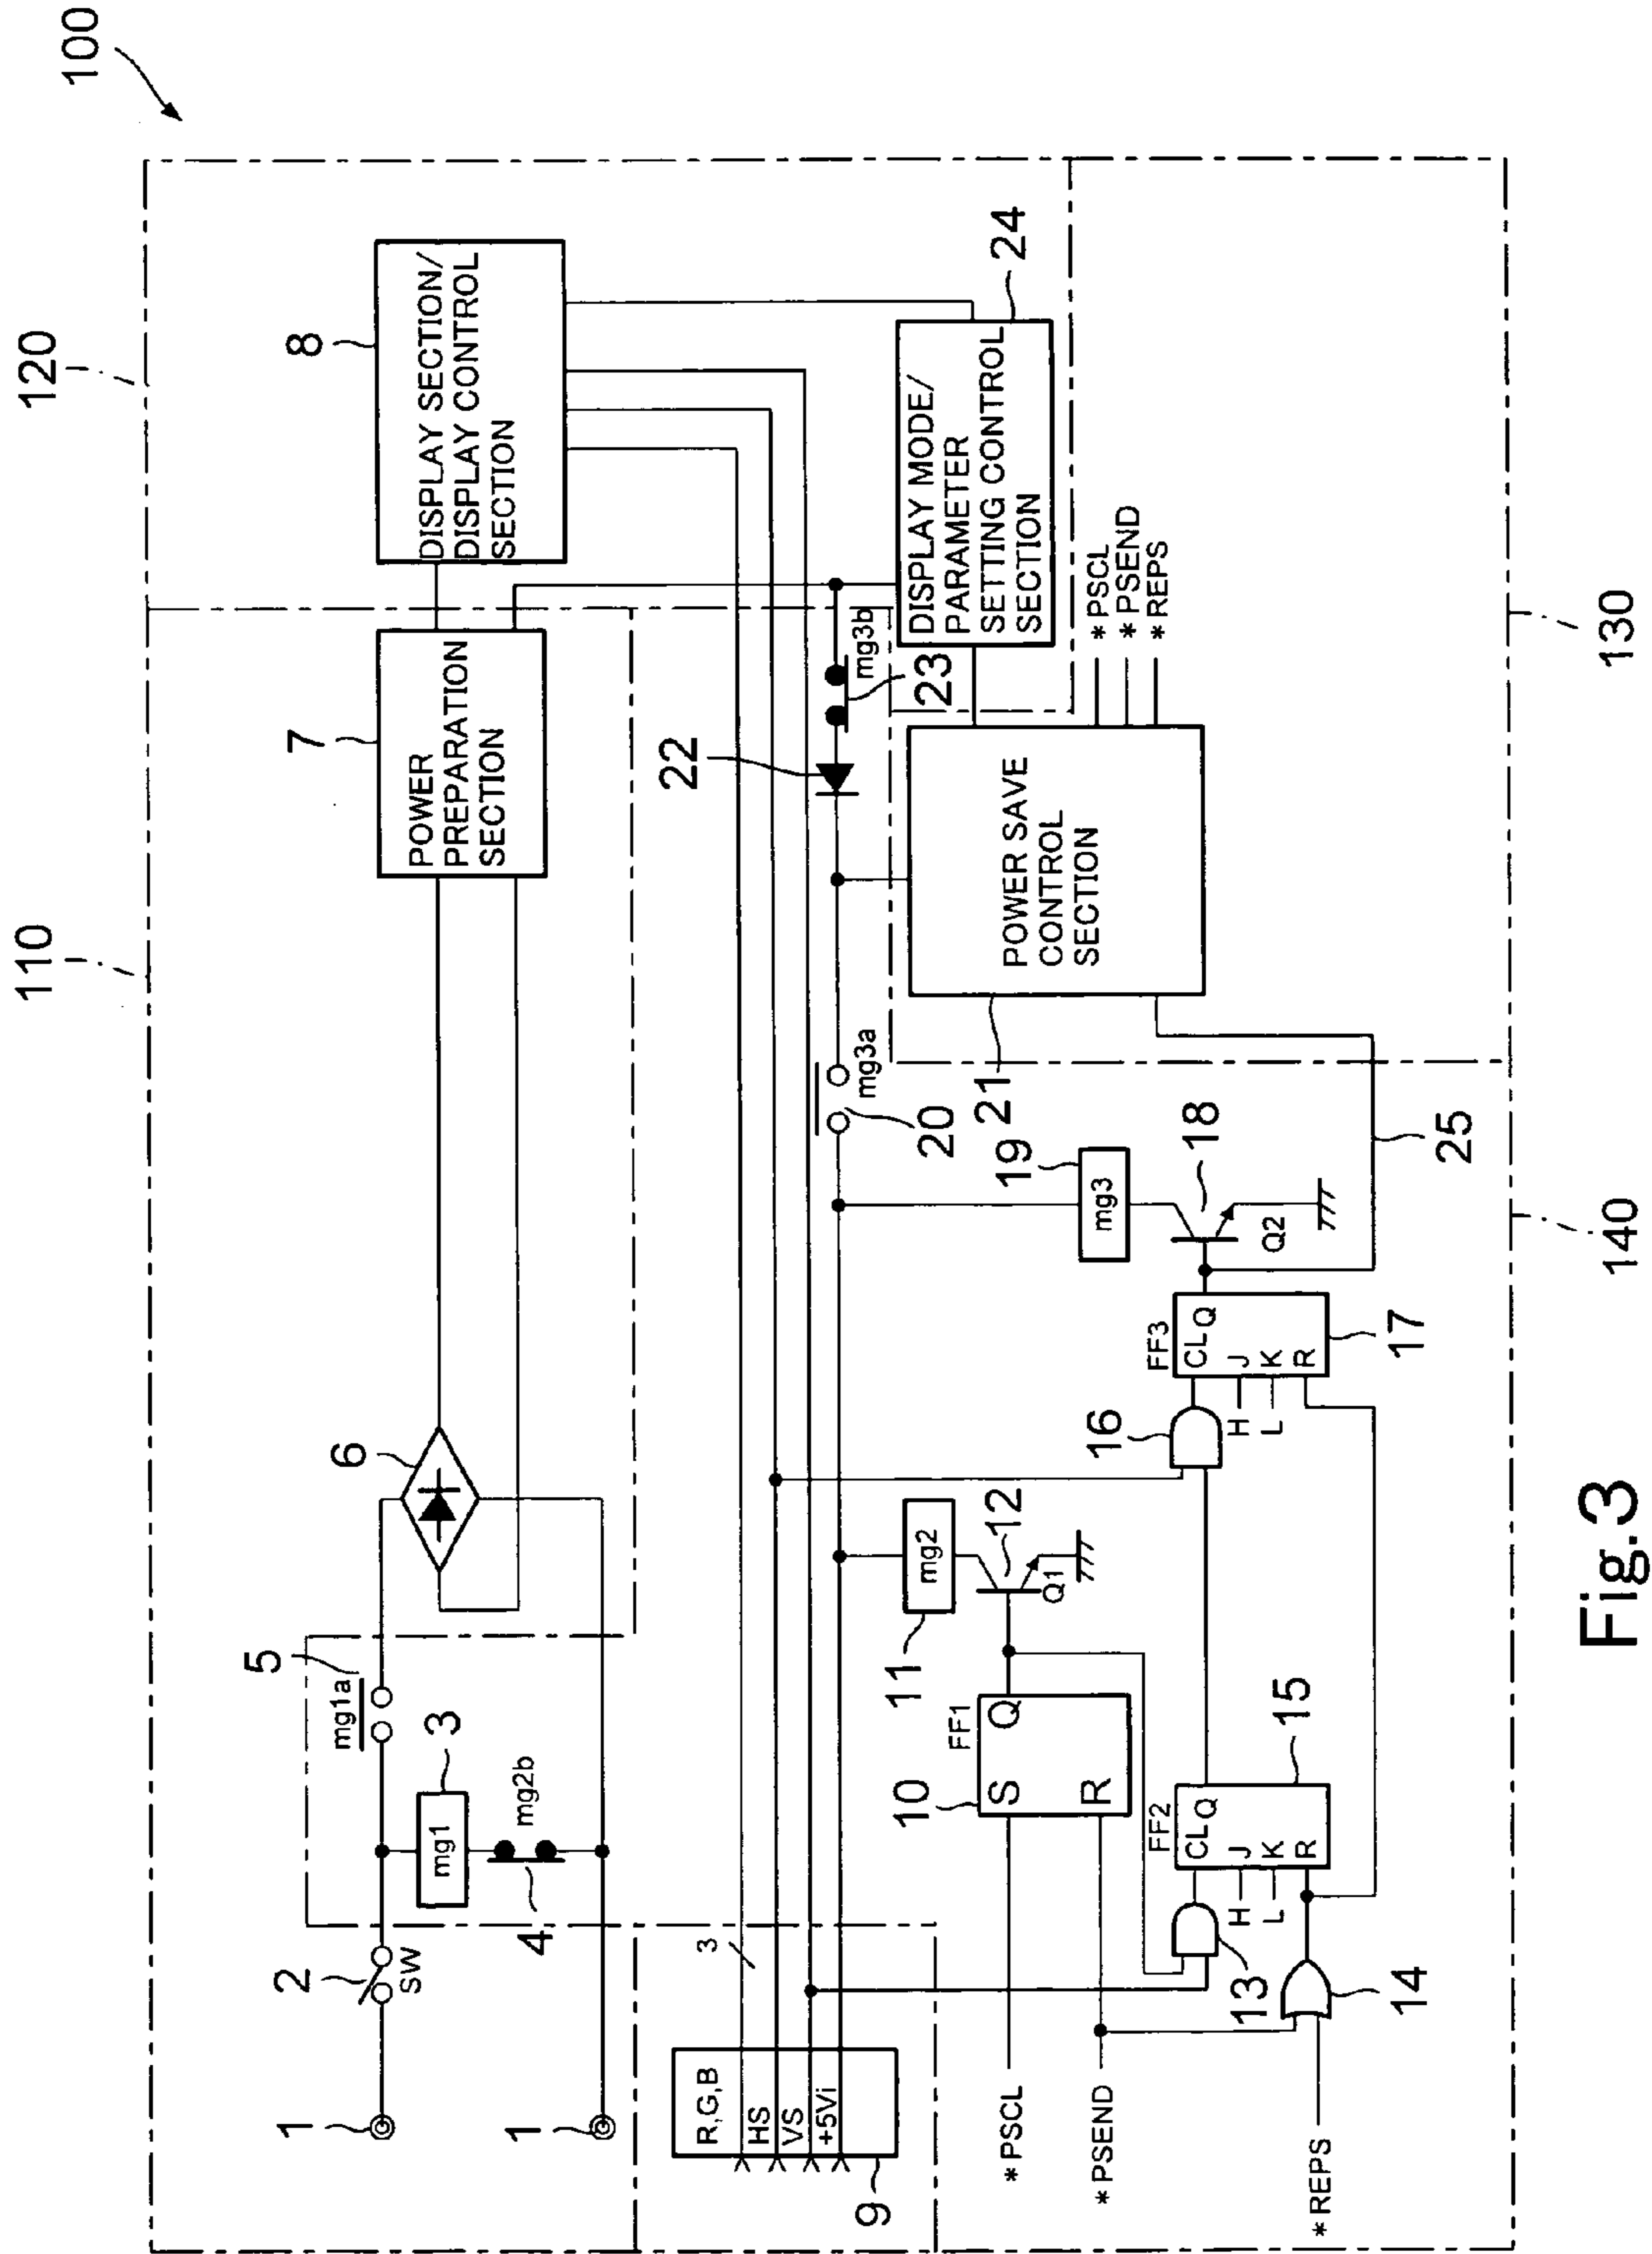 100
120
110
8
DISPLAY SECTION/
DISPLAY CONTROL
SECTION
7
POWER
PREPARATION
SECTION
6
5
mg1a
3
mg1
mg2b
4
2
SW
1
1
24
DISPLAY MODE/
PARAMETER
SETTING CONTROL
SECTION
mg3b
23
22
*PSCL
*PSEND
*REPS
POWER SAVE
CONTROL
SECTION
21
mg3a
20
19
mg3
18
Q2
25
FF3
CL Q
J
K
R
H
L
17
16
mg2
11
12
Q1
FF1
S Q
R
10
FF2
CL Q
J
K
R
H
L
15
13
14
3
R,G,B
HS
VS
+5Vi
9
*PSCL
*PSEND
*REPS
130
140
Fig.3